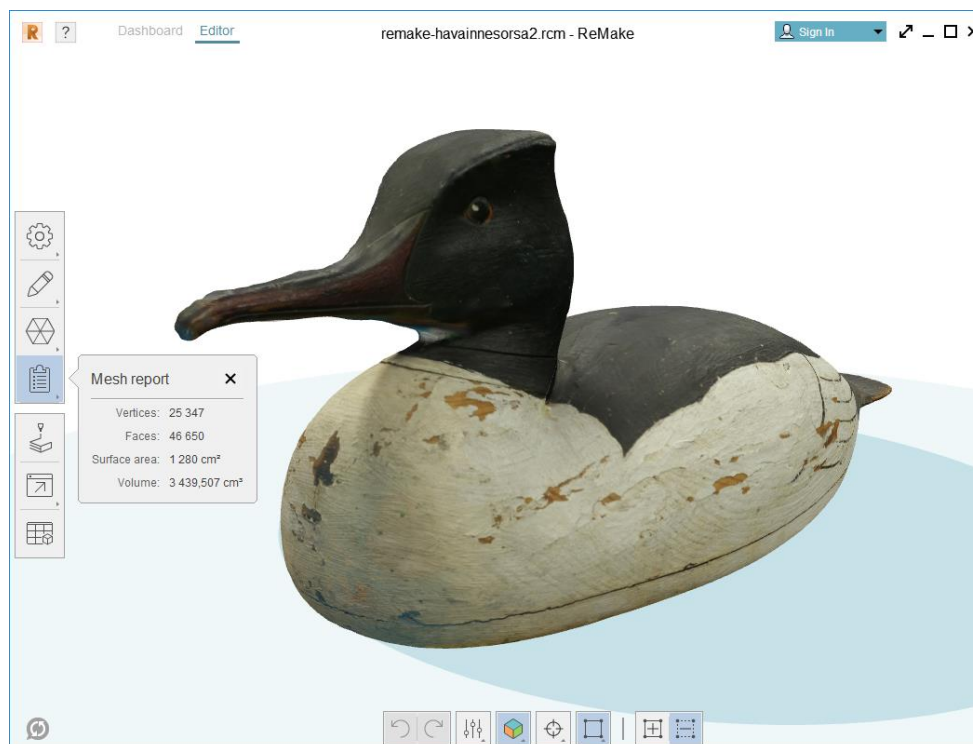 R ? Dashboard Editor remake-havainnesorsa2.rcm - ReMake Sign In
Mesh report
Vertices: 25 347
Faces: 46 650
Surface area: 1 280 cm²
Volume: 3 439,507 cm³